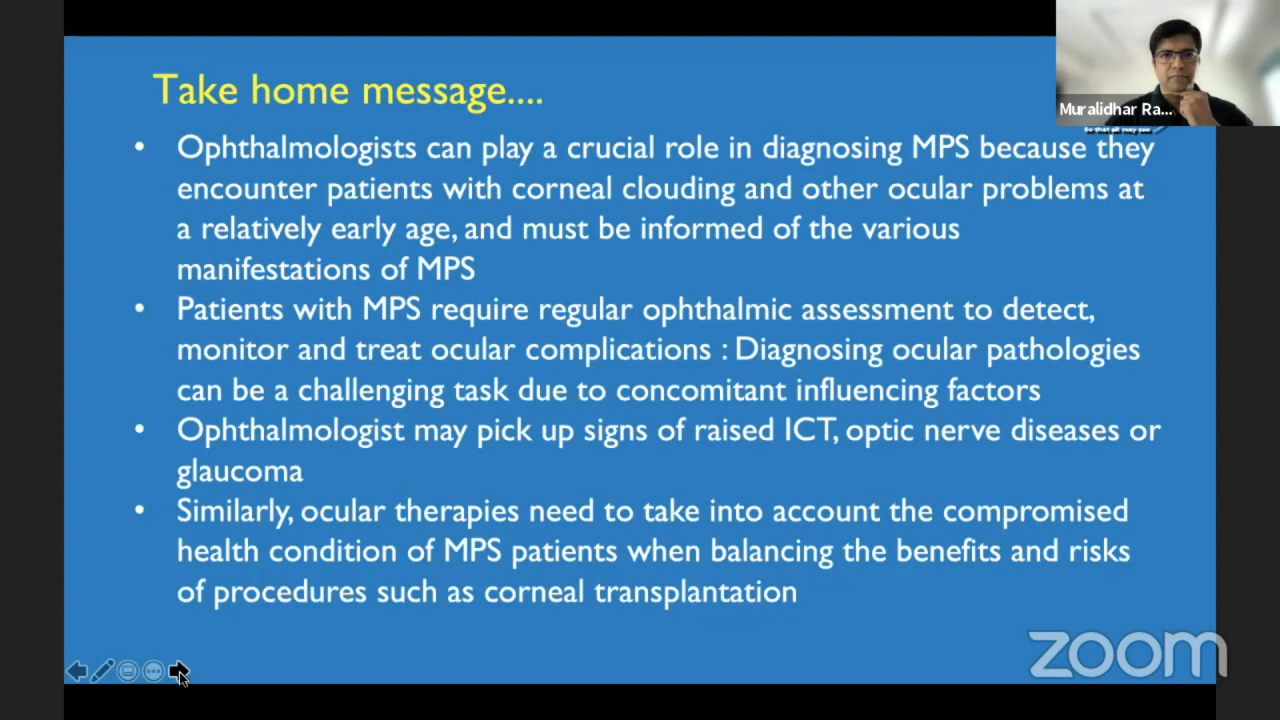 Take home message....
Muralidhar Ra...
So that all may see
• Ophthalmologists can play a crucial role in diagnosing MPS because they
encounter patients with corneal clouding and other ocular problems at
a relatively early age, and must be informed of the various
manifestations of MPS
• Patients with MPS require regular ophthalmic assessment to detect,
monitor and treat ocular complications : Diagnosing ocular pathologies
can be a challenging task due to concomitant influencing factors
• Ophthalmologist may pick up signs of raised ICT, optic nerve diseases or
glaucoma
• Similarly, ocular therapies need to take into account the compromised
health condition of MPS patients when balancing the benefits and risks
of procedures such as corneal transplantation
zoom